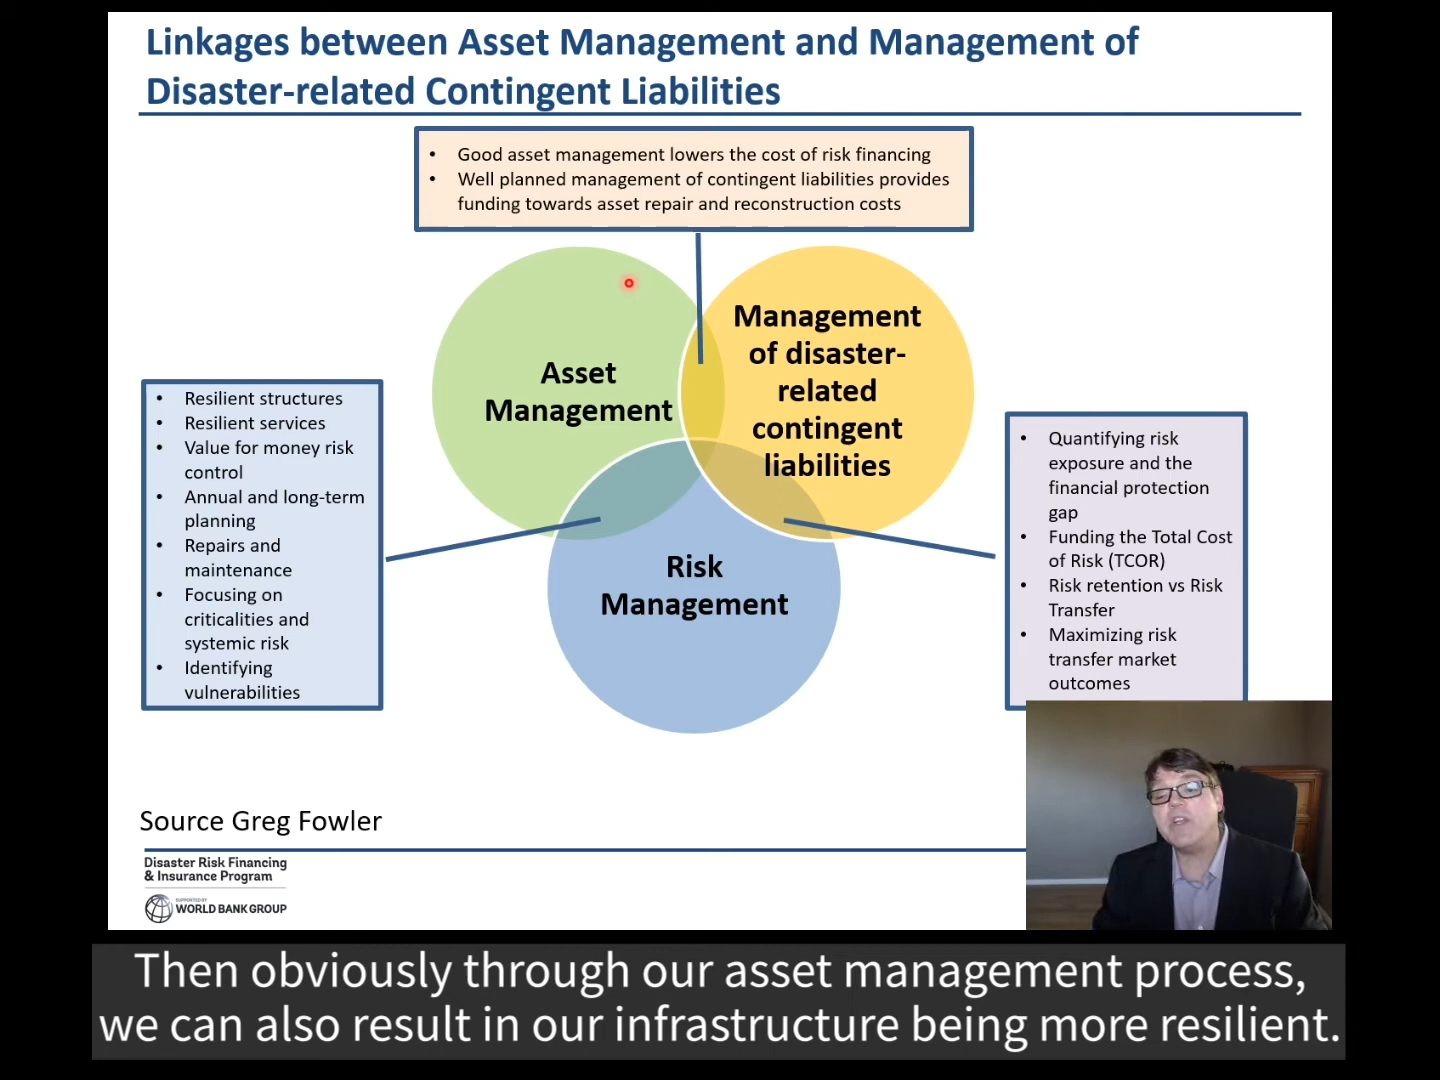 Linkages between Asset Management and Management of
Disaster-related Contingent Liabilities
• Good asset management lowers the cost of risk financing
• Well planned management of contingent liabilities provides
funding towards asset repair and reconstruction costs
Asset
Management
Management
of disaster-
related
contingent
liabilities
Risk
Management
• Resilient structures
• Resilient services
• Value for money risk
control
• Annual and long-term
planning
• Repairs and
maintenance
• Focusing on
criticalities and
systemic risk
• Identifying
vulnerabilities
• Quantifying risk
exposure and the
financial protection
gap
• Funding the Total Cost
of Risk (TCOR)
• Risk retention vs Risk
Transfer
• Maximizing risk
transfer market
outcomes
Source Greg Fowler
Disaster Risk Financing
& Insurance Program
SUPPORTED BY
WORLD BANK GROUP
Then obviously through our asset management process,
we can also result in our infrastructure being more resilient.